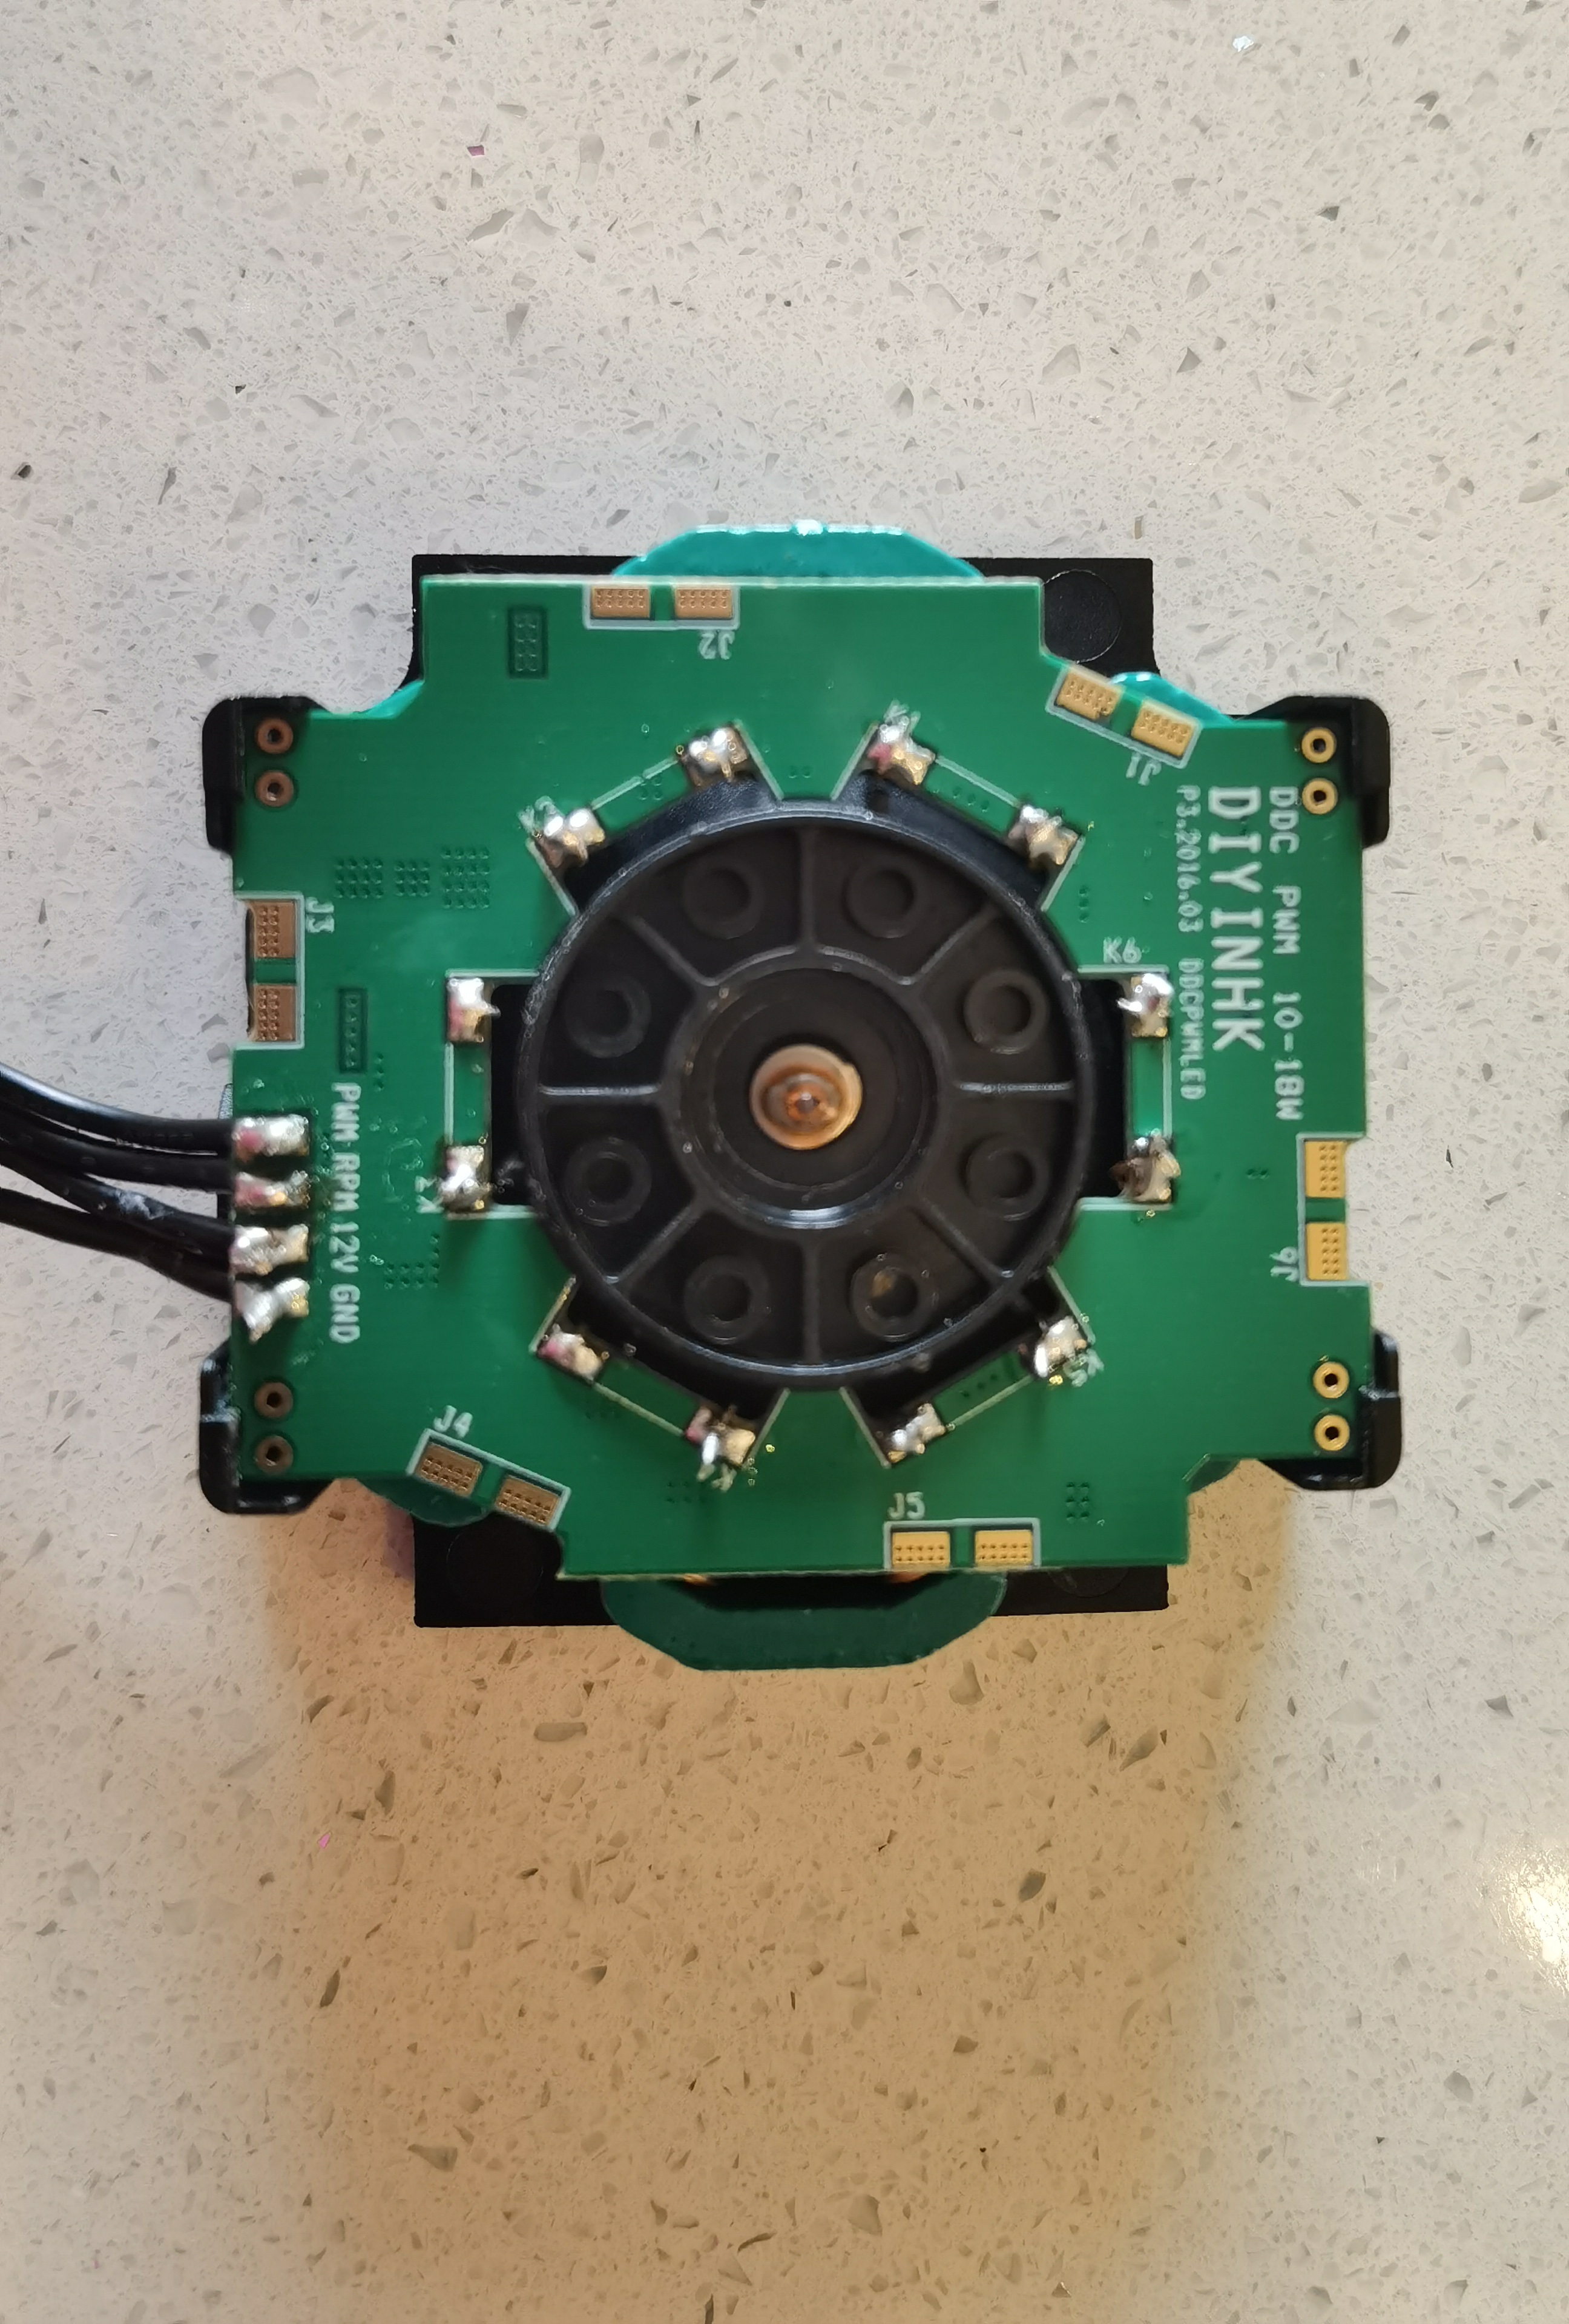 DDC PWM 10-18W
DIYINHK
P3.2016.03 DDCPWMLED
PWM RPM 12V GND
J2
J1
J3
K6
J6
J4
J5